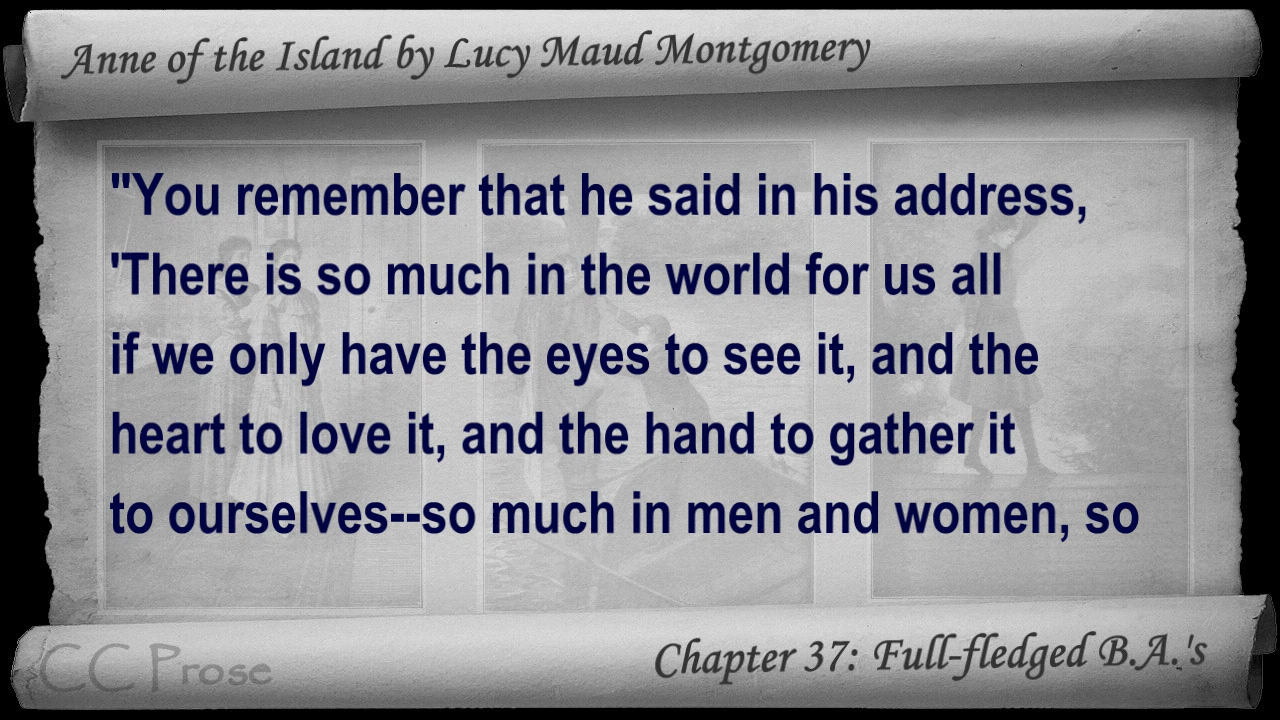 Anne of the Island by Lucy Maud Montgomery
"You remember that he said in his address,
'There is so much in the world for us all
if we only have the eyes to see it, and the
heart to love it, and the hand to gather it
to ourselves--so much in men and women, so
CC Prose
Chapter 37: Full-fledged B.A.'s